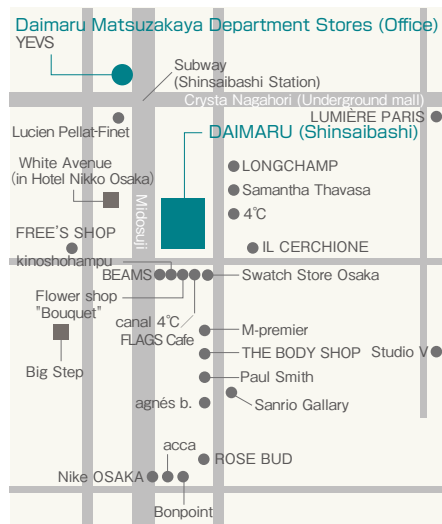 Daimaru Matsuzakaya Department Stores (Office)
YEVS
Subway
(Shinsaibashi Station)
Crysta Nagahori (Underground mall)
LUMIÈRE PARIS
Lucien Pellat-Finet
DAIMARU (Shinsaibashi)
White Avenue
(in Hotel Nikko Osaka)
LONGCHAMP
Samantha Thavasa
4℃
Midosuji
FREE'S SHOP
IL CERCHIONE
kinoshohampu
BEAMS
Swatch Store Osaka
Flower shop
"Bouquet"
canal 4℃
FLAGS Cafe
M-premier
THE BODY SHOP
Studio V
Big Step
Paul Smith
agnés b.
Sanrio Gallary
acca
ROSE BUD
Nike OSAKA
Bonpoint